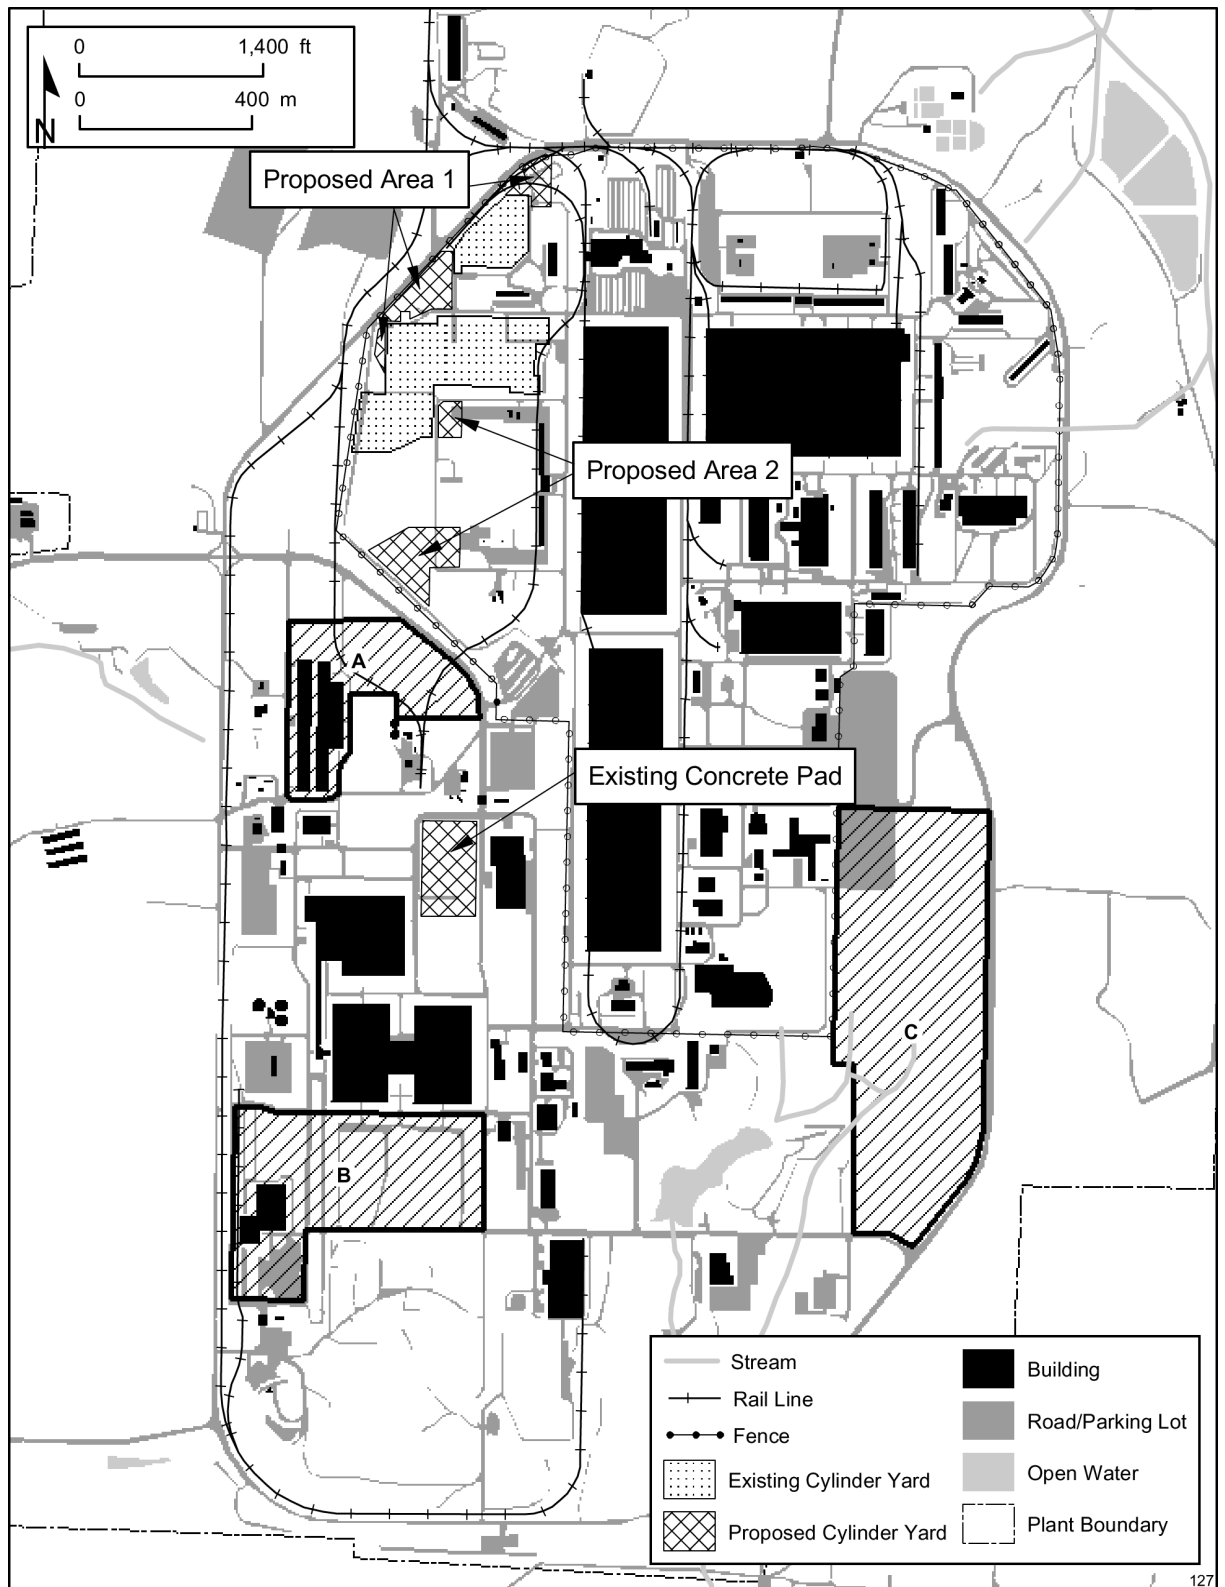 0 1,400 ft
0 400 m
N
Proposed Area 1
Proposed Area 2
A
Existing Concrete Pad
C
B
Stream
Rail Line
Fence
Existing Cylinder Yard
Proposed Cylinder Yard
Building
Road/Parking Lot
Open Water
Plant Boundary
127